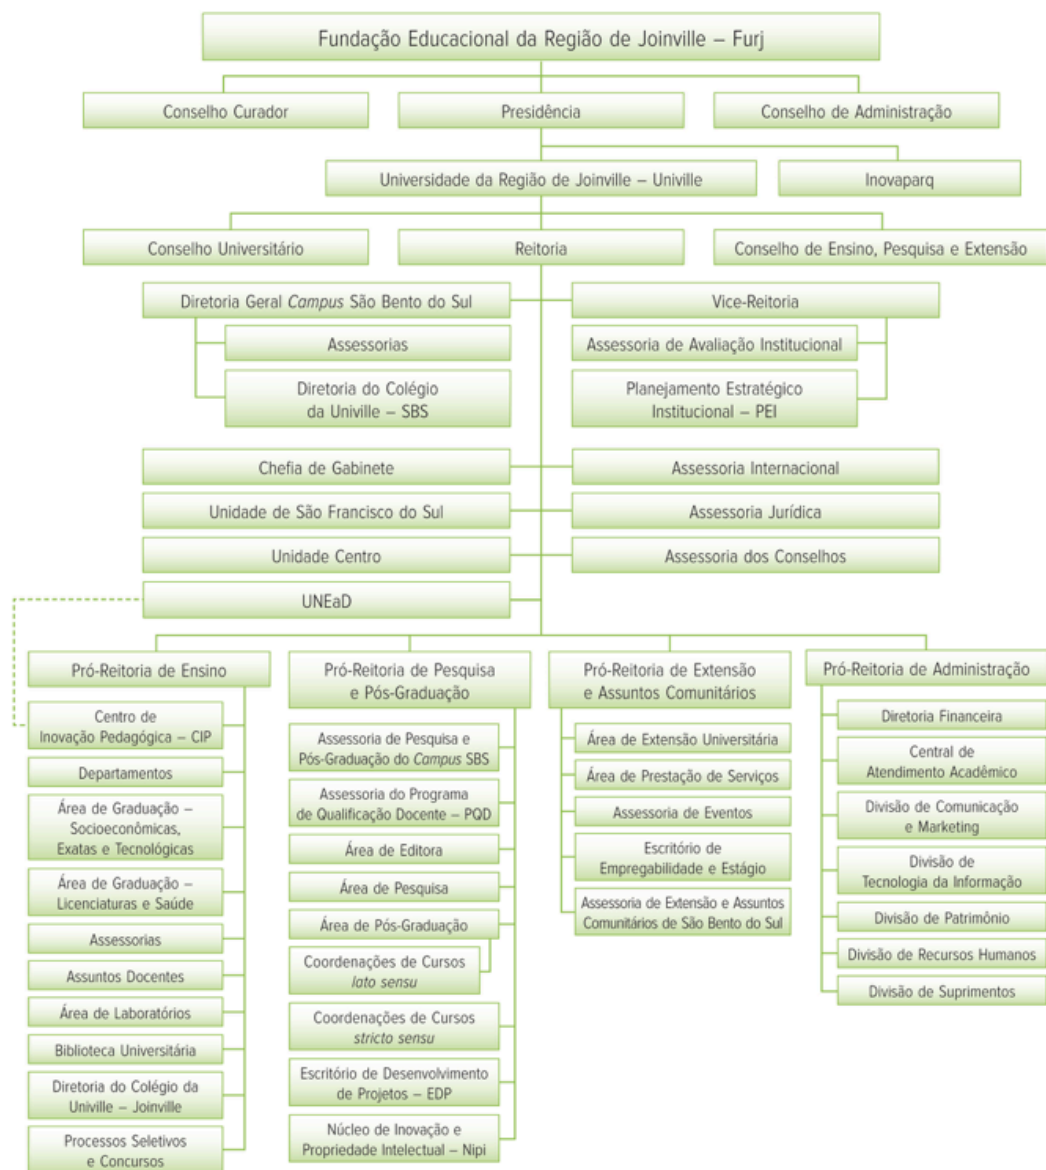 Fundação Educacional da Região de Joinville – Furj
Conselho Curador
Presidência
Conselho de Administração
Universidade da Região de Joinville – Univille
Inovaparq
Conselho Universitário
Reitoria
Conselho de Ensino, Pesquisa e Extensão
Diretoria Geral Campus São Bento do Sul
Vice-Reitoria
Assessorias
Assessoria de Avaliação Institucional
Diretoria do Colégio
da Univille – SBS
Planejamento Estratégico
Institucional – PEI
Chefia de Gabinete
Assessoria Internacional
Unidade de São Francisco do Sul
Assessoria Jurídica
Unidade Centro
Assessoria dos Conselhos
UNEaD
Pró-Reitoria de Ensino
Centro de
Inovação Pedagógica – CIP
Departamentos
Área de Graduação –
Socioeconômicas,
Exatas e Tecnológicas
Área de Graduação –
Licenciaturas e Saúde
Assessorias
Assuntos Docentes
Área de Laboratórios
Biblioteca Universitária
Diretoria do Colégio da
Univille – Joinville
Processos Seletivos
e Concursos
Pró-Reitoria de Pesquisa
e Pós-Graduação
Assessoria de Pesquisa e
Pós-Graduação do Campus SBS
Assessoria do Programa
de Qualificação Docente – PQD
Área de Editora
Área de Pesquisa
Área de Pós-Graduação
Coordenações de Cursos
lato sensu
Coordenações de Cursos
stricto sensu
Escritório de Desenvolvimento
de Projetos – EDP
Núcleo de Inovação e
Propriedade Intelectual – Nipi
Pró-Reitoria de Extensão
e Assuntos Comunitários
Área de Extensão Universitária
Área de Prestação de Serviços
Assessoria de Eventos
Escritório de
Empregabilidade e Estágio
Assessoria de Extensão e Assuntos
Comunitários de São Bento do Sul
Pró-Reitoria de Administração
Diretoria Financeira
Central de
Atendimento Acadêmico
Divisão de Comunicação
e Marketing
Divisão de
Tecnologia da Informação
Divisão de Patrimônio
Divisão de Recursos Humanos
Divisão de Suprimentos